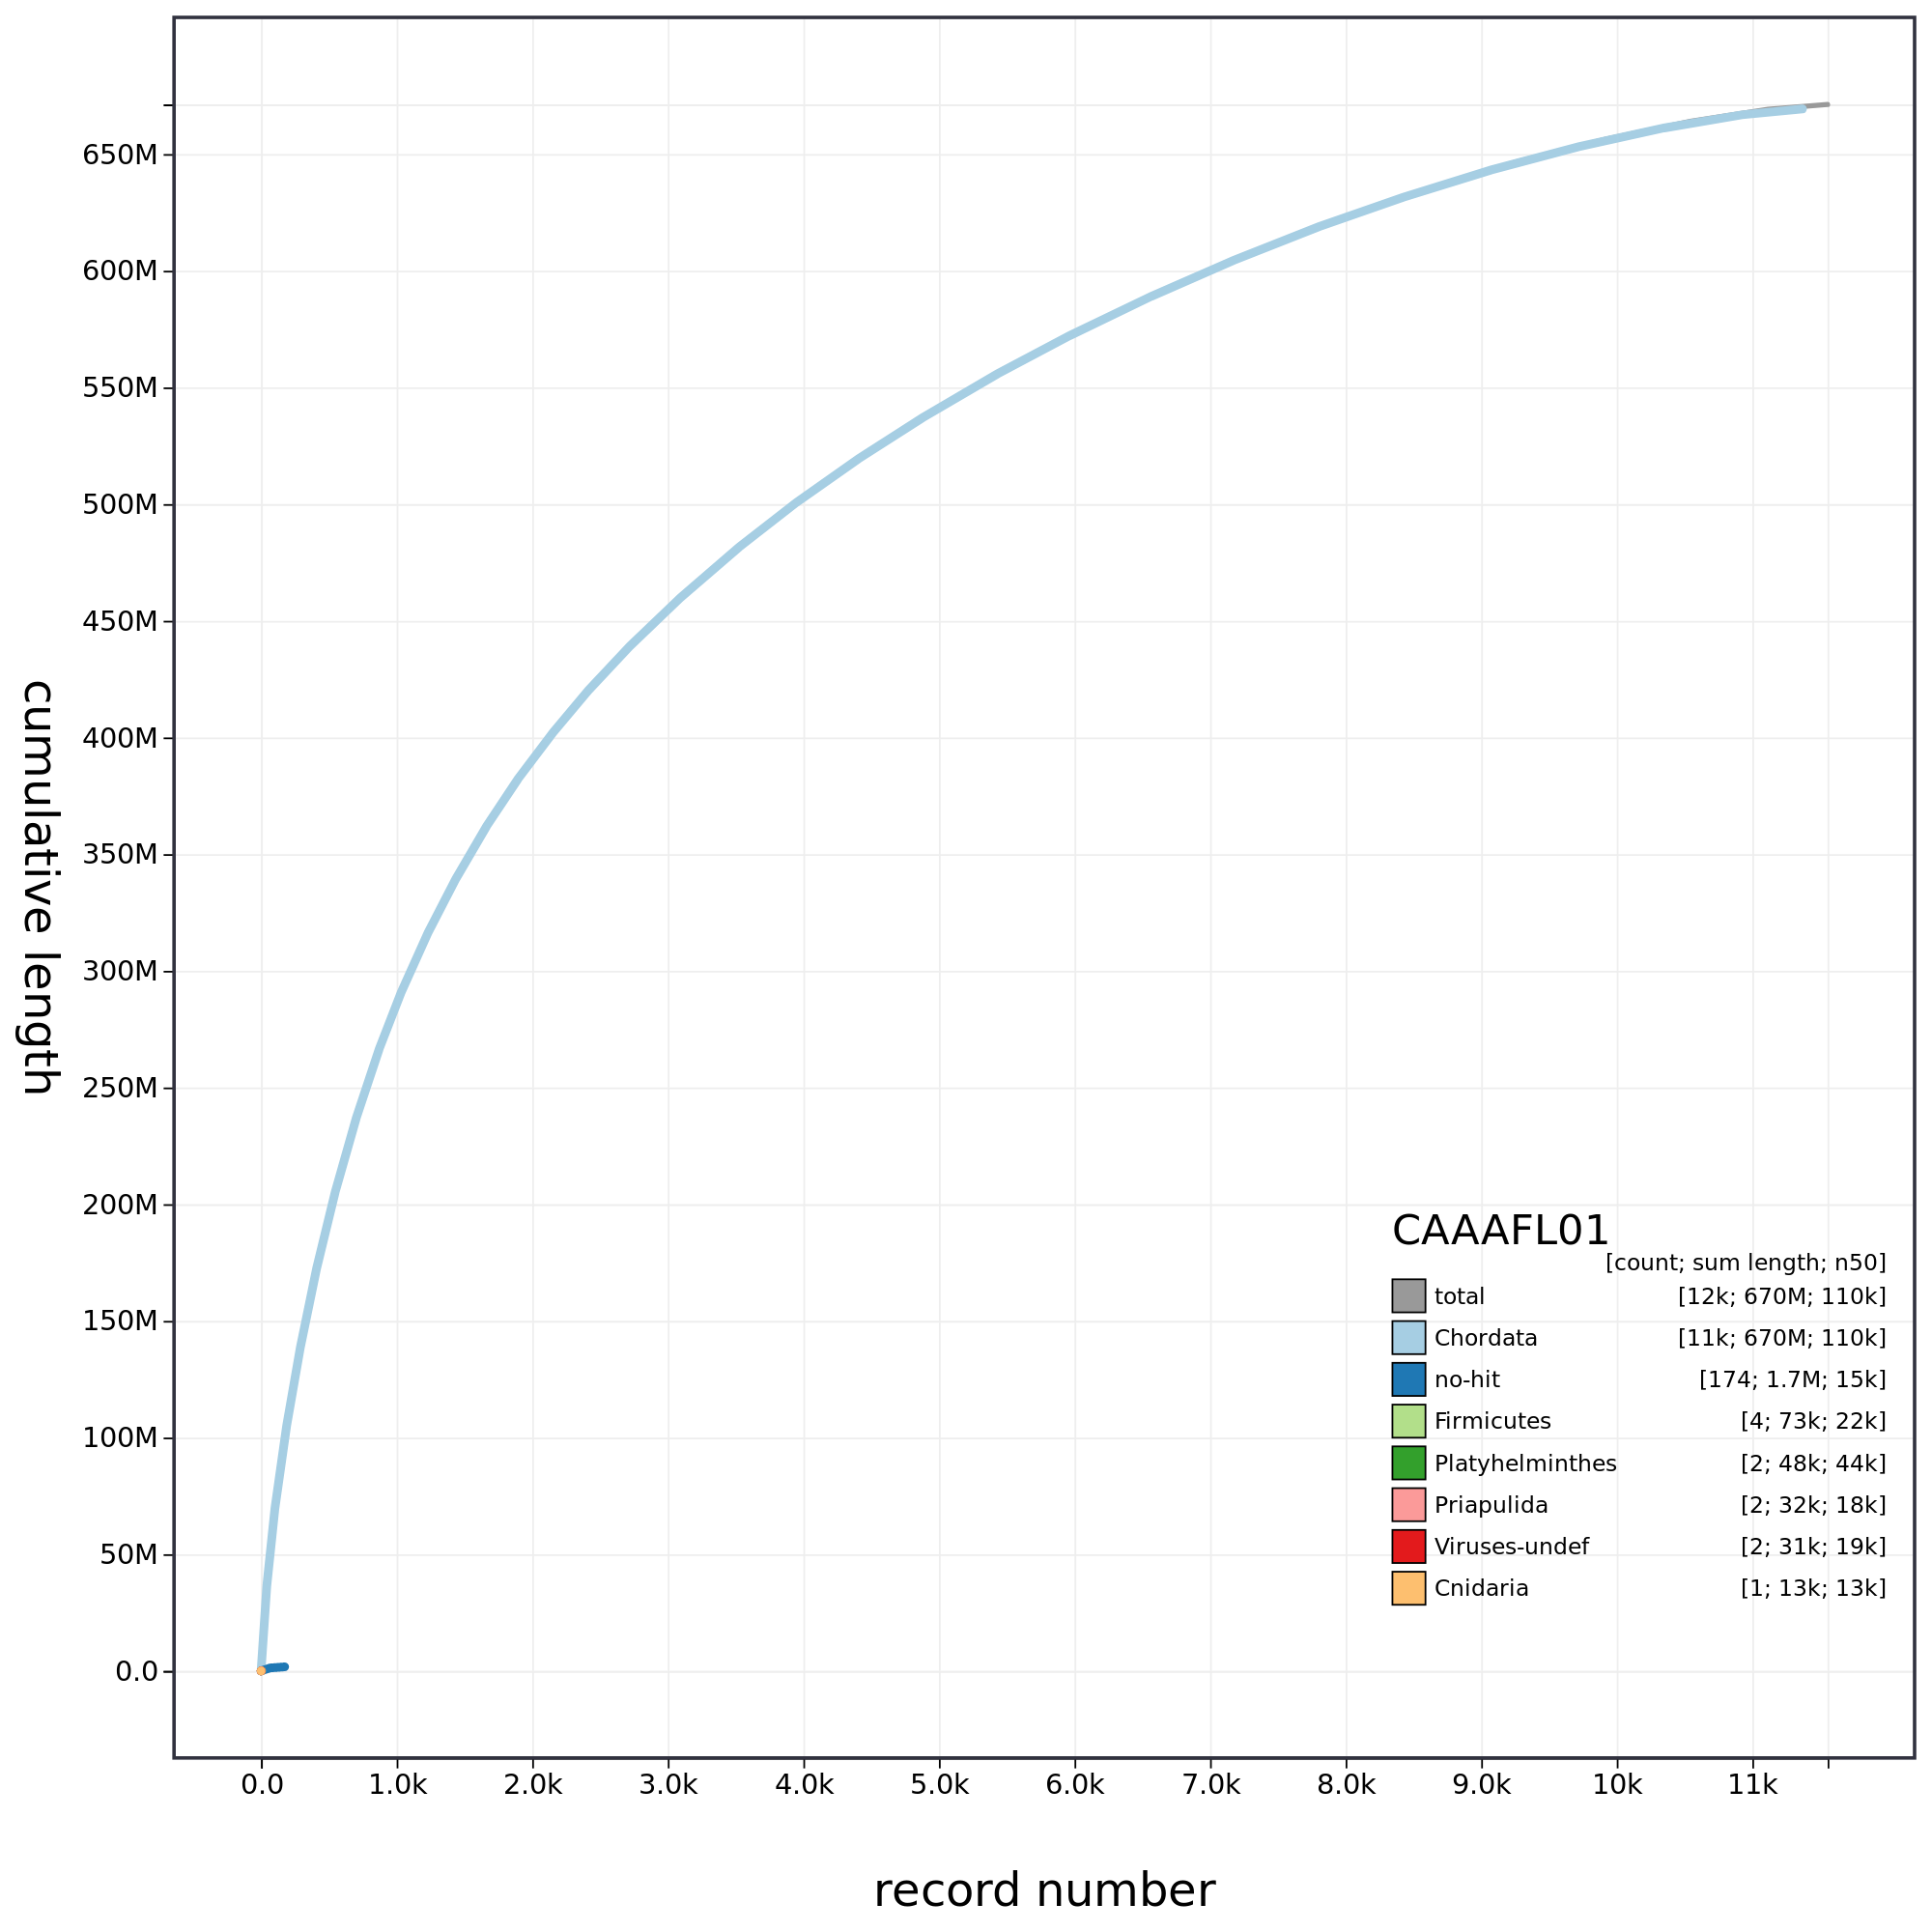 650M
600M
550M
500M
450M
400M
350M
300M
250M
200M
150M
100M
50M
0.0
cumulative length
CAAAFL01
[count; sum length; n50]
total [12k; 670M; 110k]
Chordata [11k; 670M; 110k]
no-hit [174; 1.7M; 15k]
Firmicutes [4; 73k; 22k]
Platyhelminthes [2; 48k; 44k]
Priapulida [2; 32k; 18k]
Viruses-undef [2; 31k; 19k]
Cnidaria [1; 13k; 13k]
0.0 1.0k 2.0k 3.0k 4.0k 5.0k 6.0k 7.0k 8.0k 9.0k 10k 11k
record number